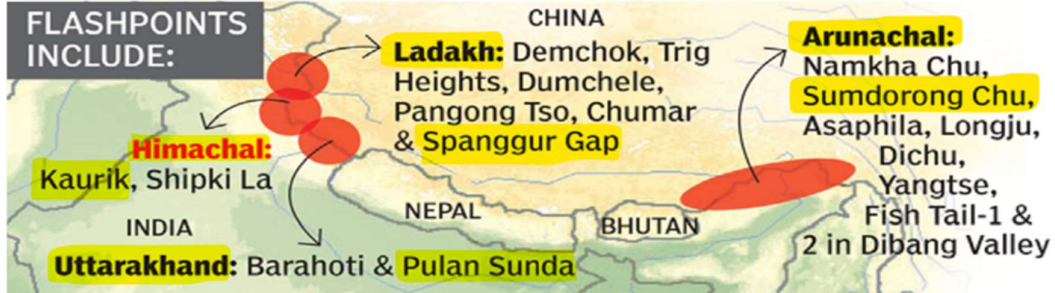 FLASHPOINTS
INCLUDE:
CHINA
Ladakh: Demchok, Trig
Heights, Dumchele,
Pangong Tso, Chumar
& Spanggur Gap
Arunachal:
Namkha Chu,
Sumdorong Chu,
Asaphila, Longju,
Dichu,
Yangtse,
Fish Tail-1 &
2 in Dibang Valley
Himachal:
Kaurik, Shipki La
NEPAL
BHUTAN
INDIA
Uttarakhand: Barahoti & Pulan Sunda